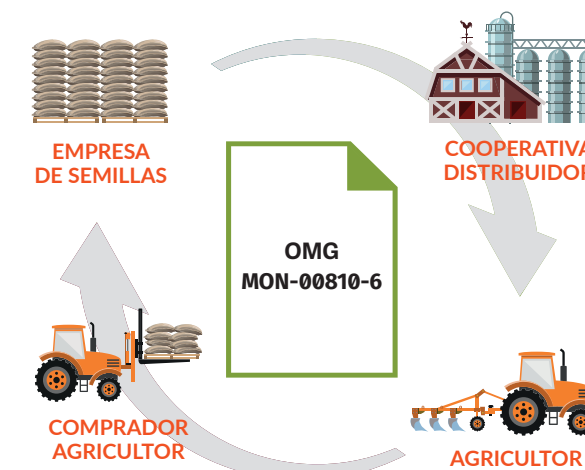 EMPRESA
DE SEMILLAS
COOPERATIVA
DISTRIBUIDOR
OMG
MON-00810-6
COMPRADOR
AGRICULTOR
AGRICULTOR